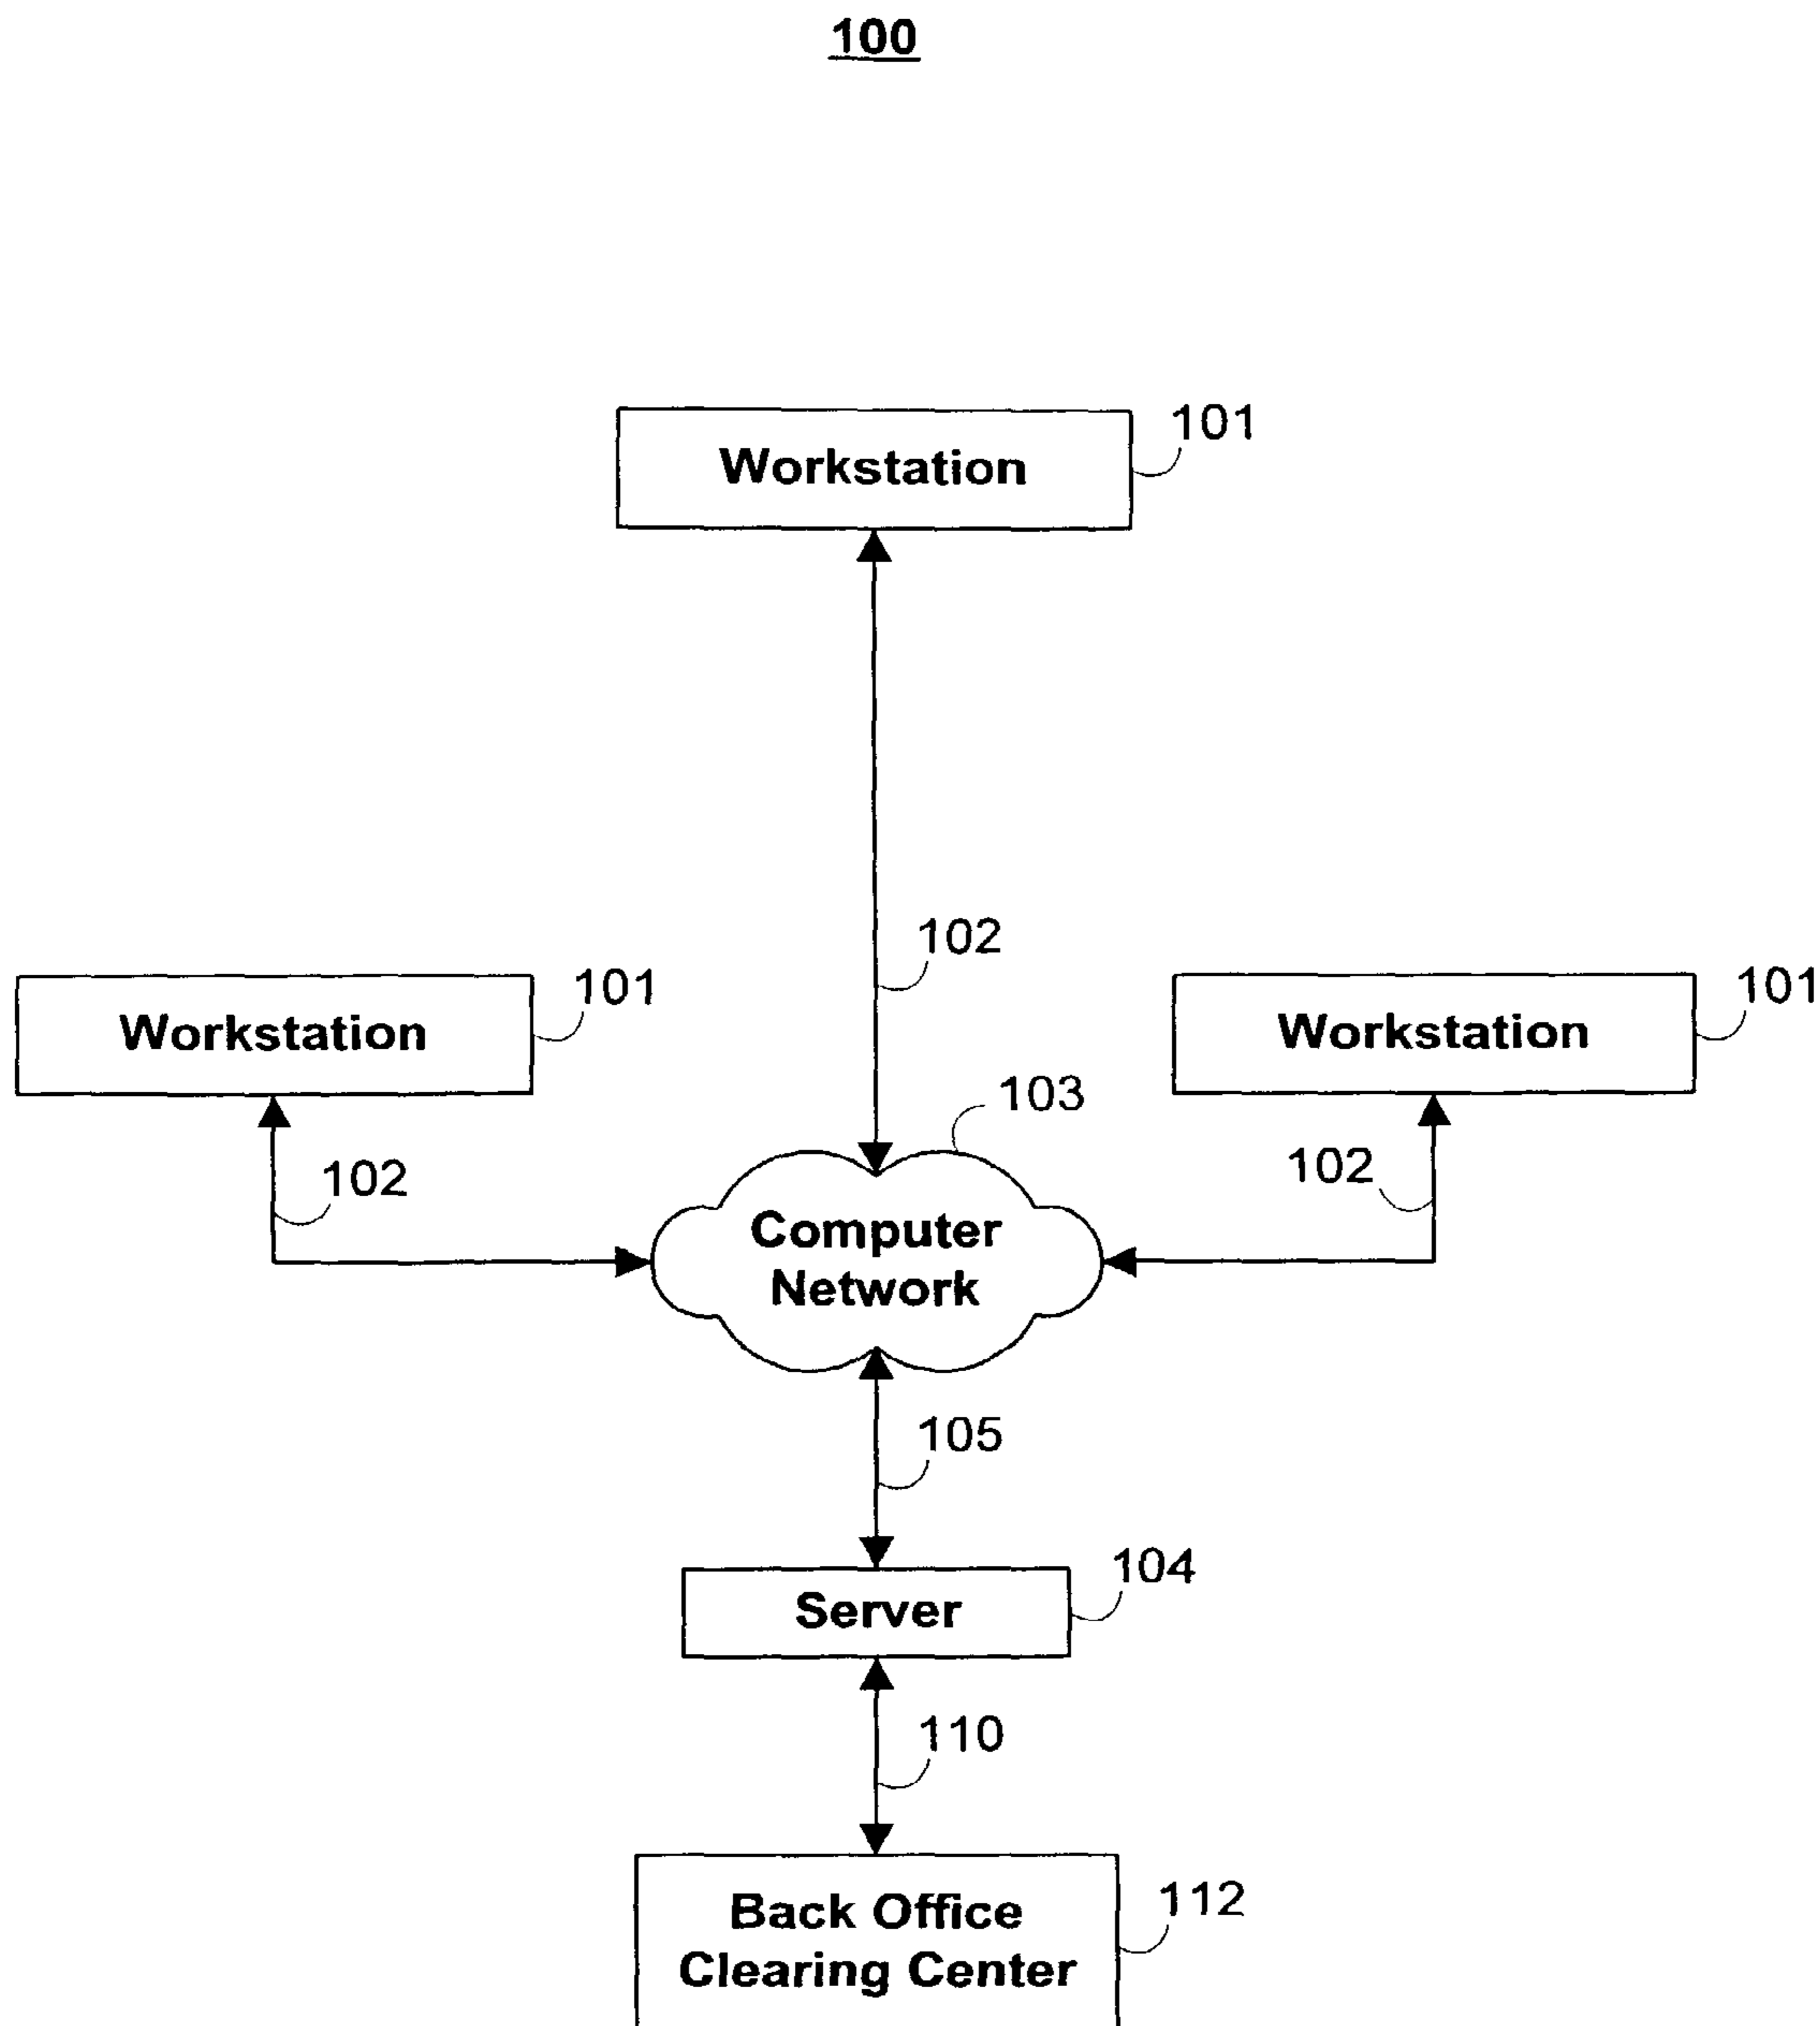 100
Workstation
101
102
Workstation
101
Workstation
101
103
102
102
Computer
Network
105
Server
104
110
Back Office
Clearing Center
112